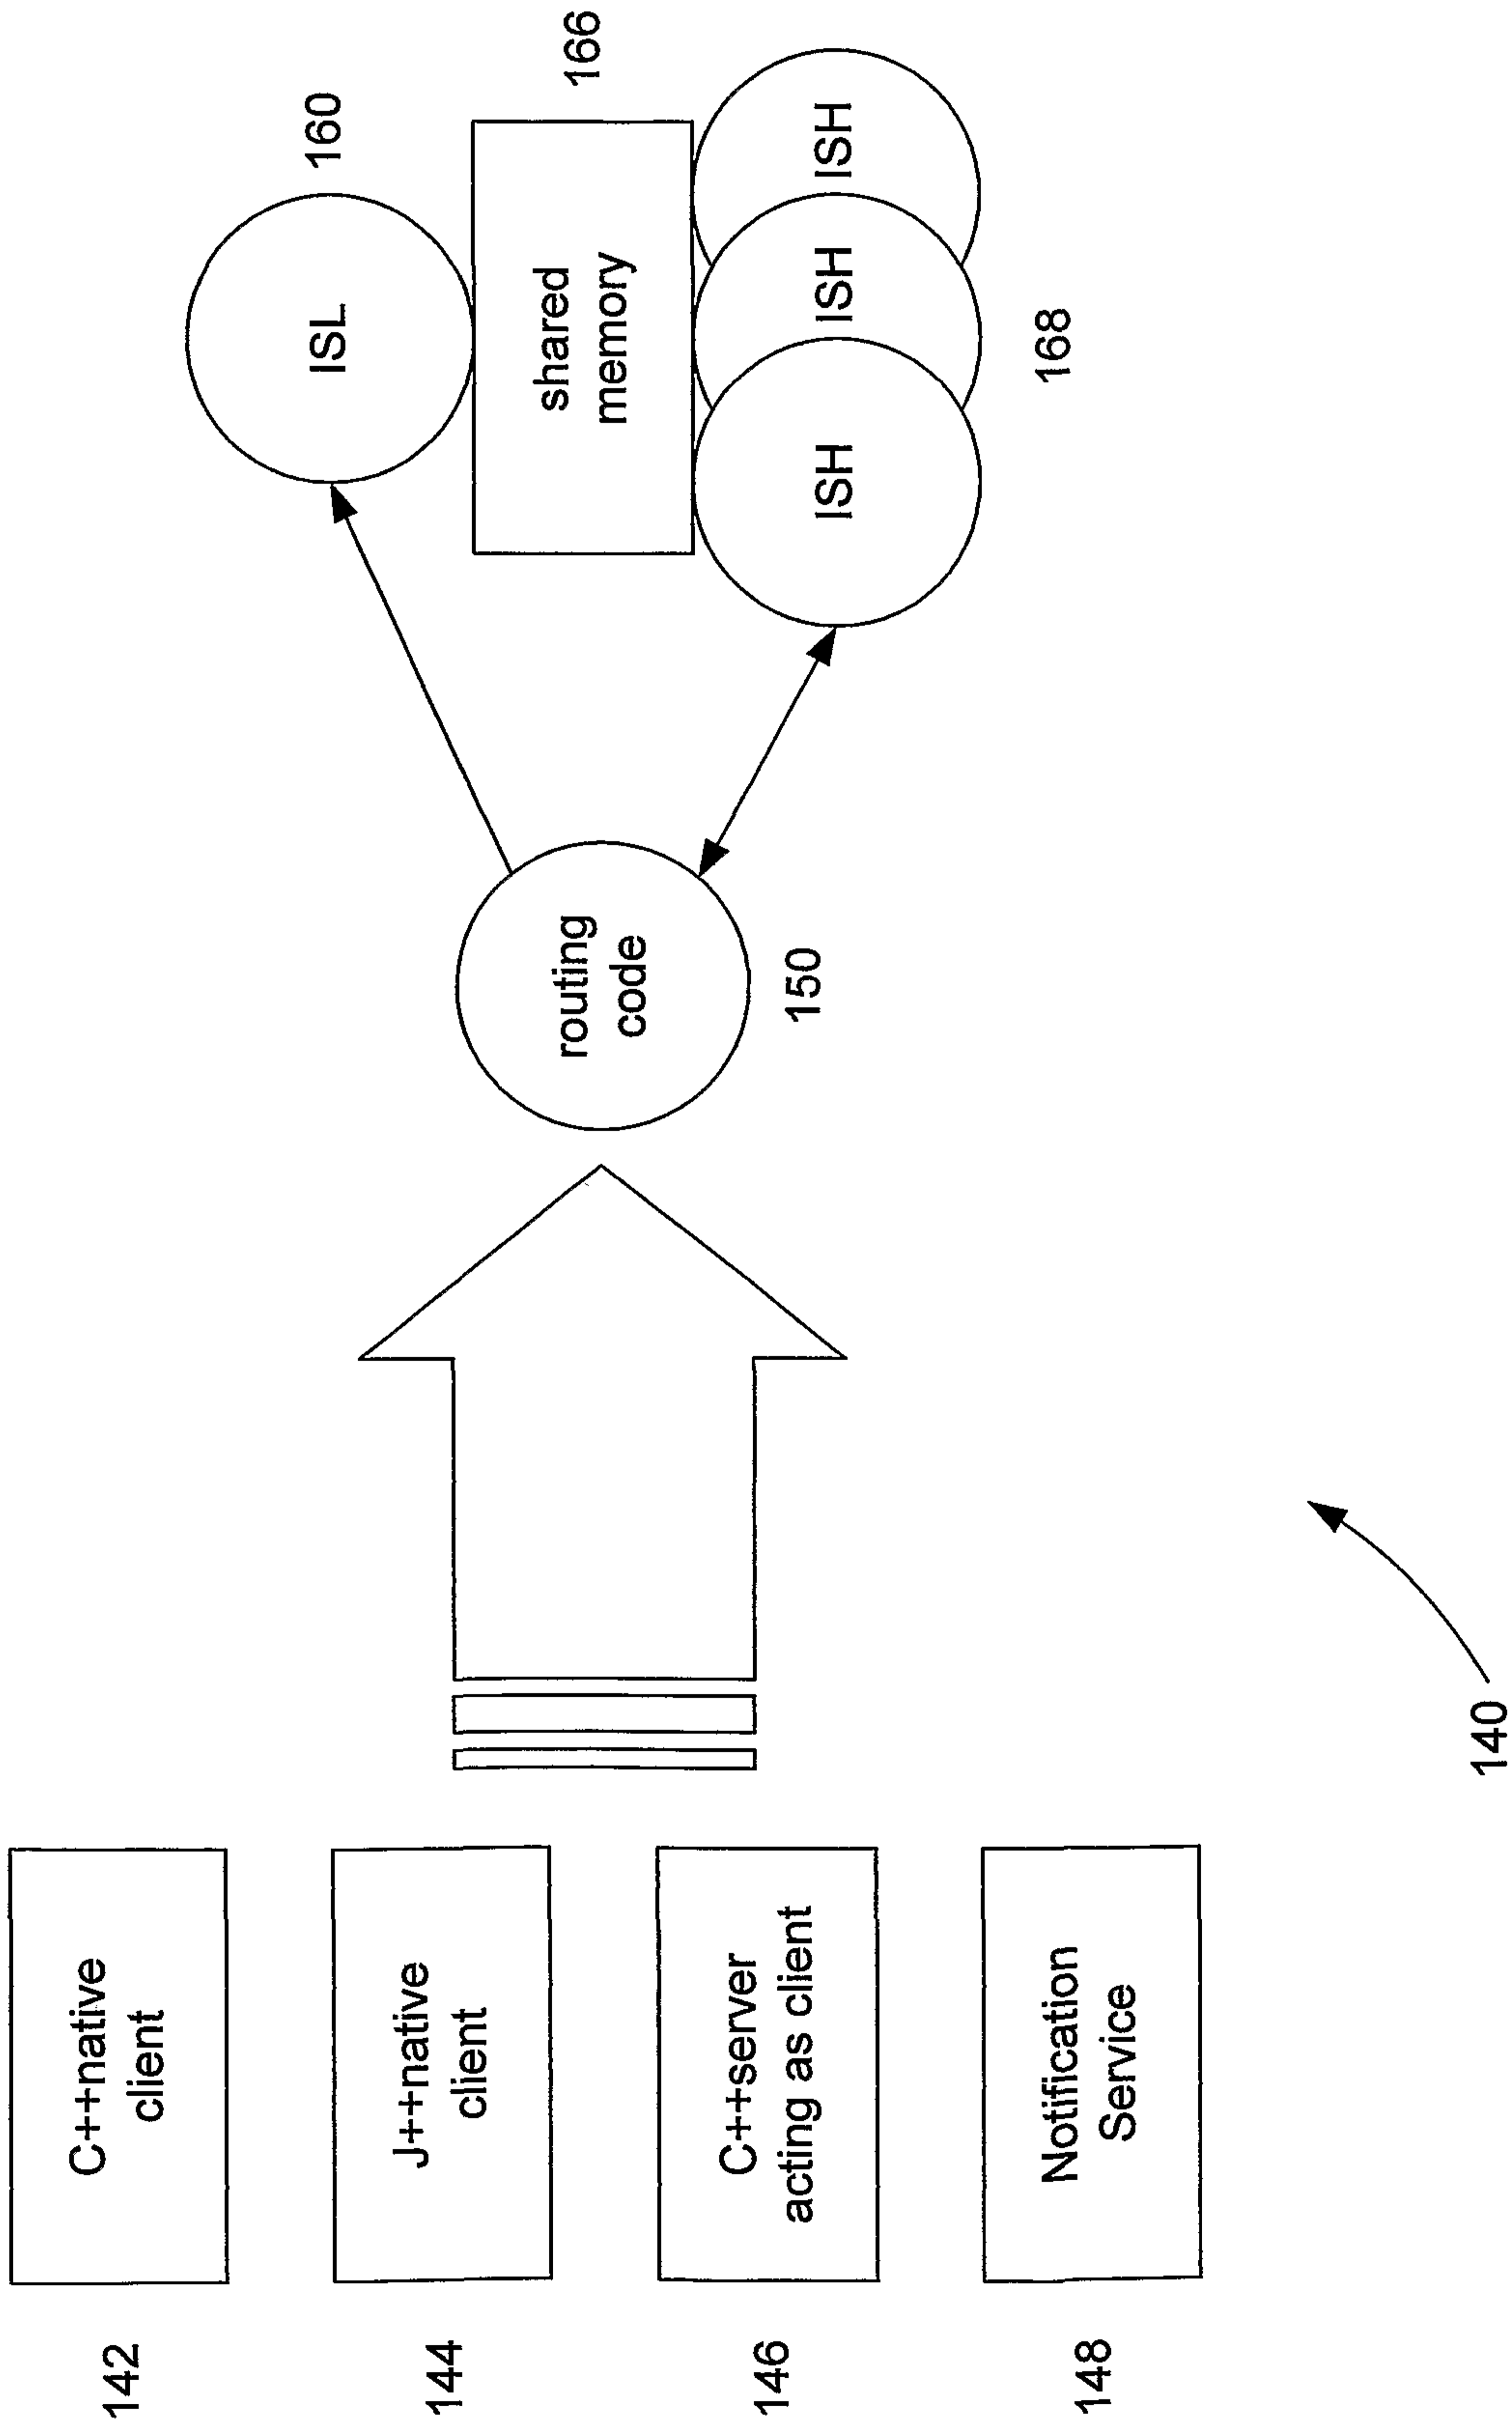 142
C++native
client
144
J++native
client
146
C++server
acting as client
148
Notification
Service
140
routing
code
150
ISL
160
shared
memory
166
ISH
ISH
ISH
168